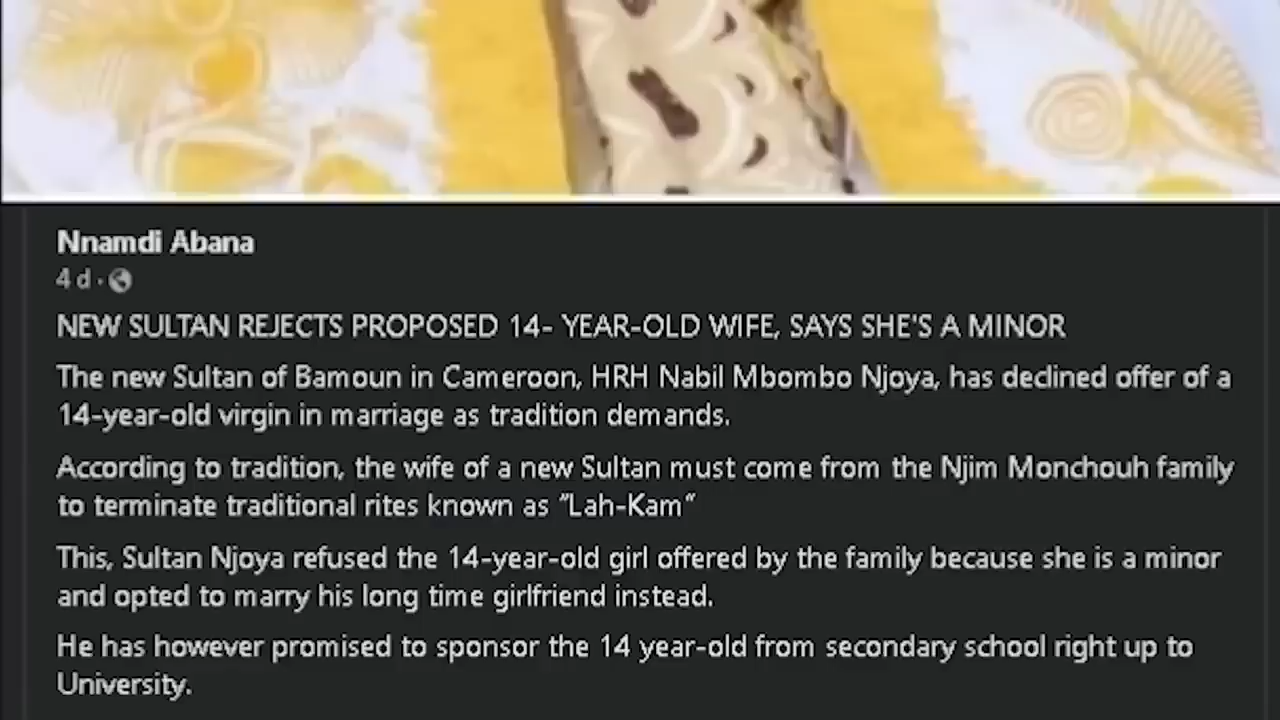 Nnamdi Abana
4 d ·
NEW SULTAN REJECTS PROPOSED 14- YEAR-OLD WIFE, SAYS SHE'S A MINOR
The new Sultan of Bamoun in Cameroon, HRH Nabil Mbombo Njoya, has declined offer of a
14-year-old virgin in marriage as tradition demands.
According to tradition, the wife of a new Sultan must come from the Njim Monchouh family
to terminate traditional rites known as "Lah-Kam"
This, Sultan Njoya refused the 14-year-old girl offered by the family because she is a minor
and opted to marry his long time girlfriend instead.
He has however promised to sponsor the 14 year-old from secondary school right up to
University.